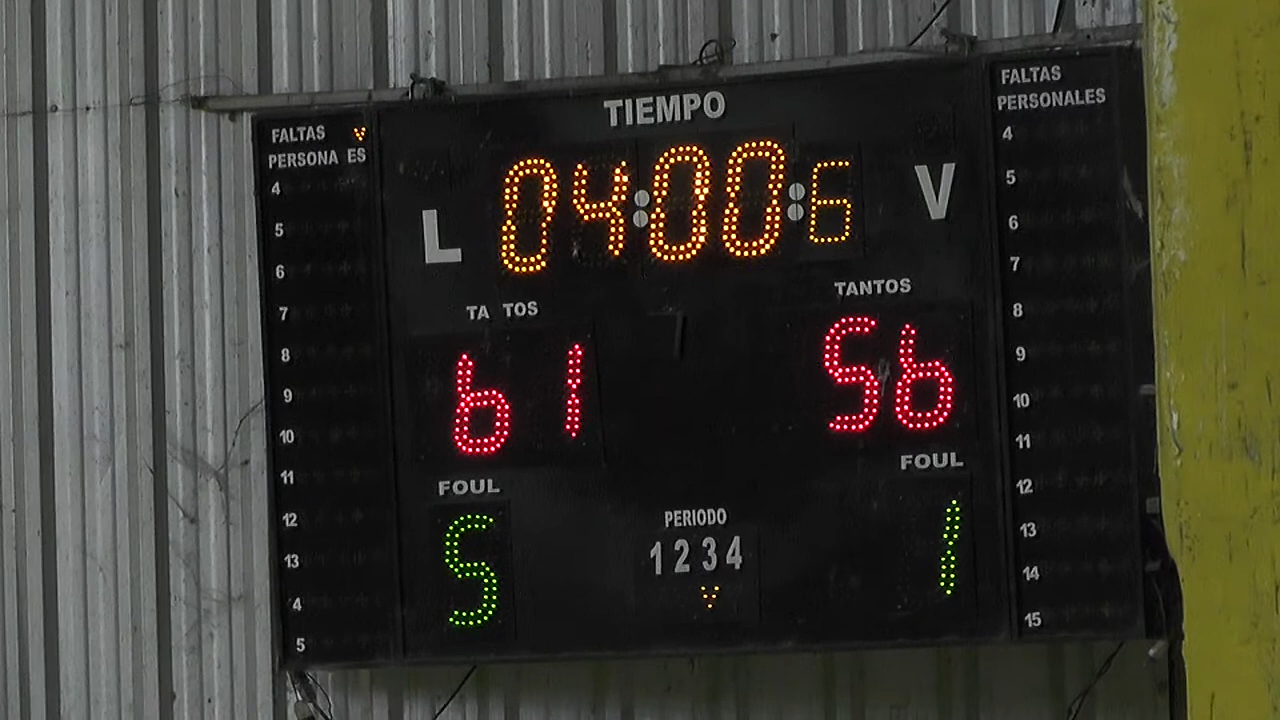 TIEMPO
FALTAS
PERSONA ES
4
5
6
7
8
9
10
11
12
13
4
5
L
04:00:6
V
TA TOS
61
TANTOS
56
FOUL
5
PERIODO
1 2 3 4
FOUL
1
FALTAS
PERSONALES
4
5
6
7
8
9
10
11
12
13
14
15